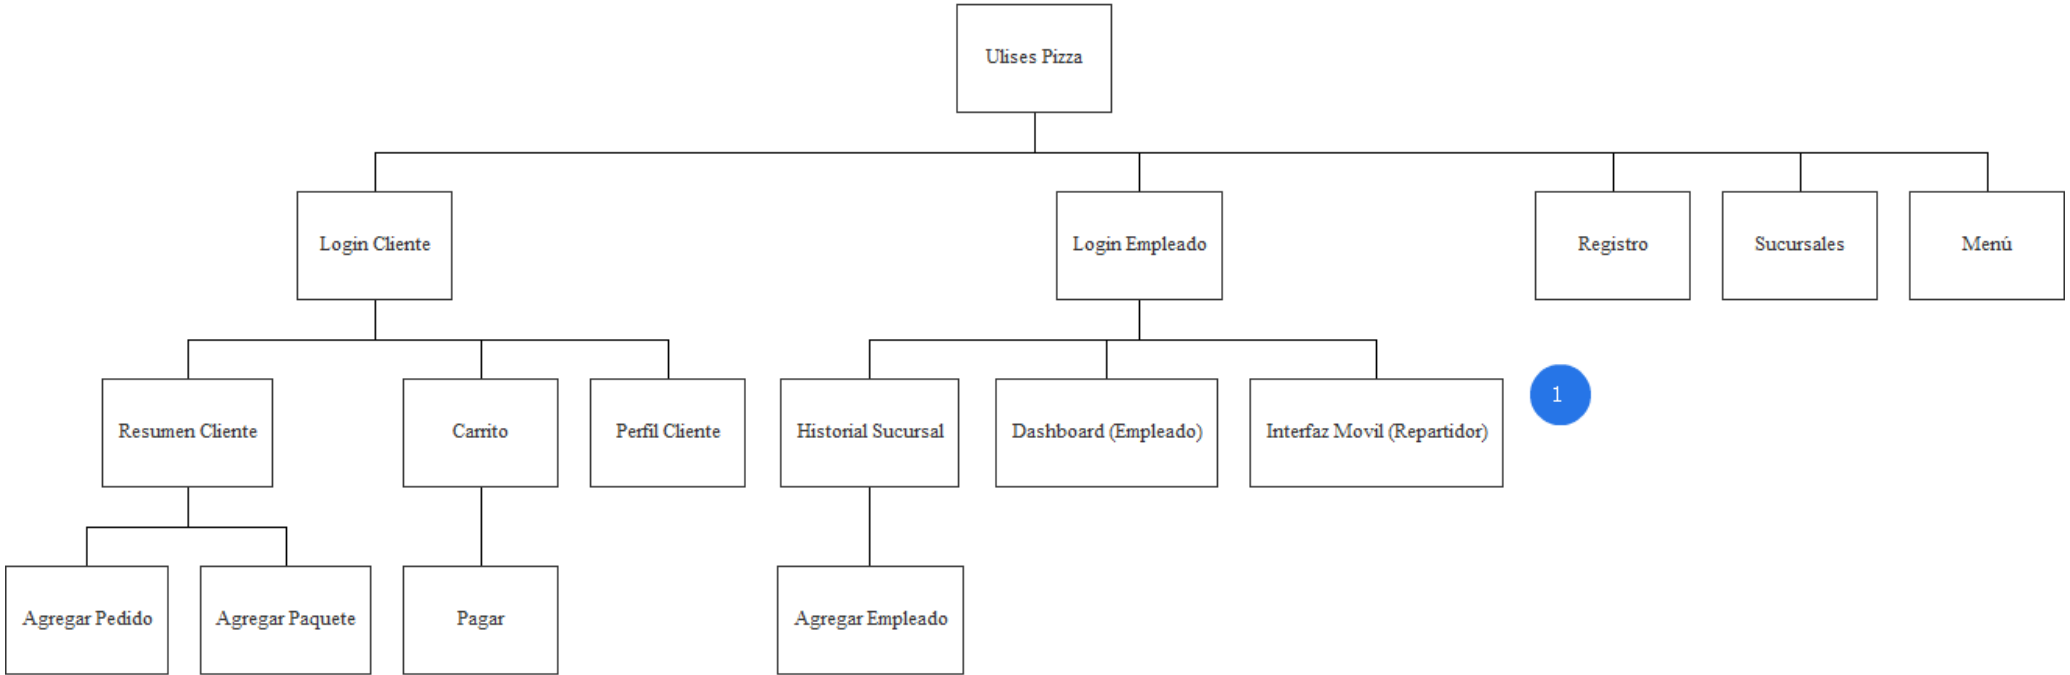 Ulises Pizza
Login Cliente
Login Empleado
Registro
Sucursales
Menú
Resumen Cliente
Carrito
Perfil Cliente
Historial Sucursal
Dashboard (Empleado)
Interfaz Movil (Repartidor)
1
Agregar Pedido
Agregar Paquete
Pagar
Agregar Empleado